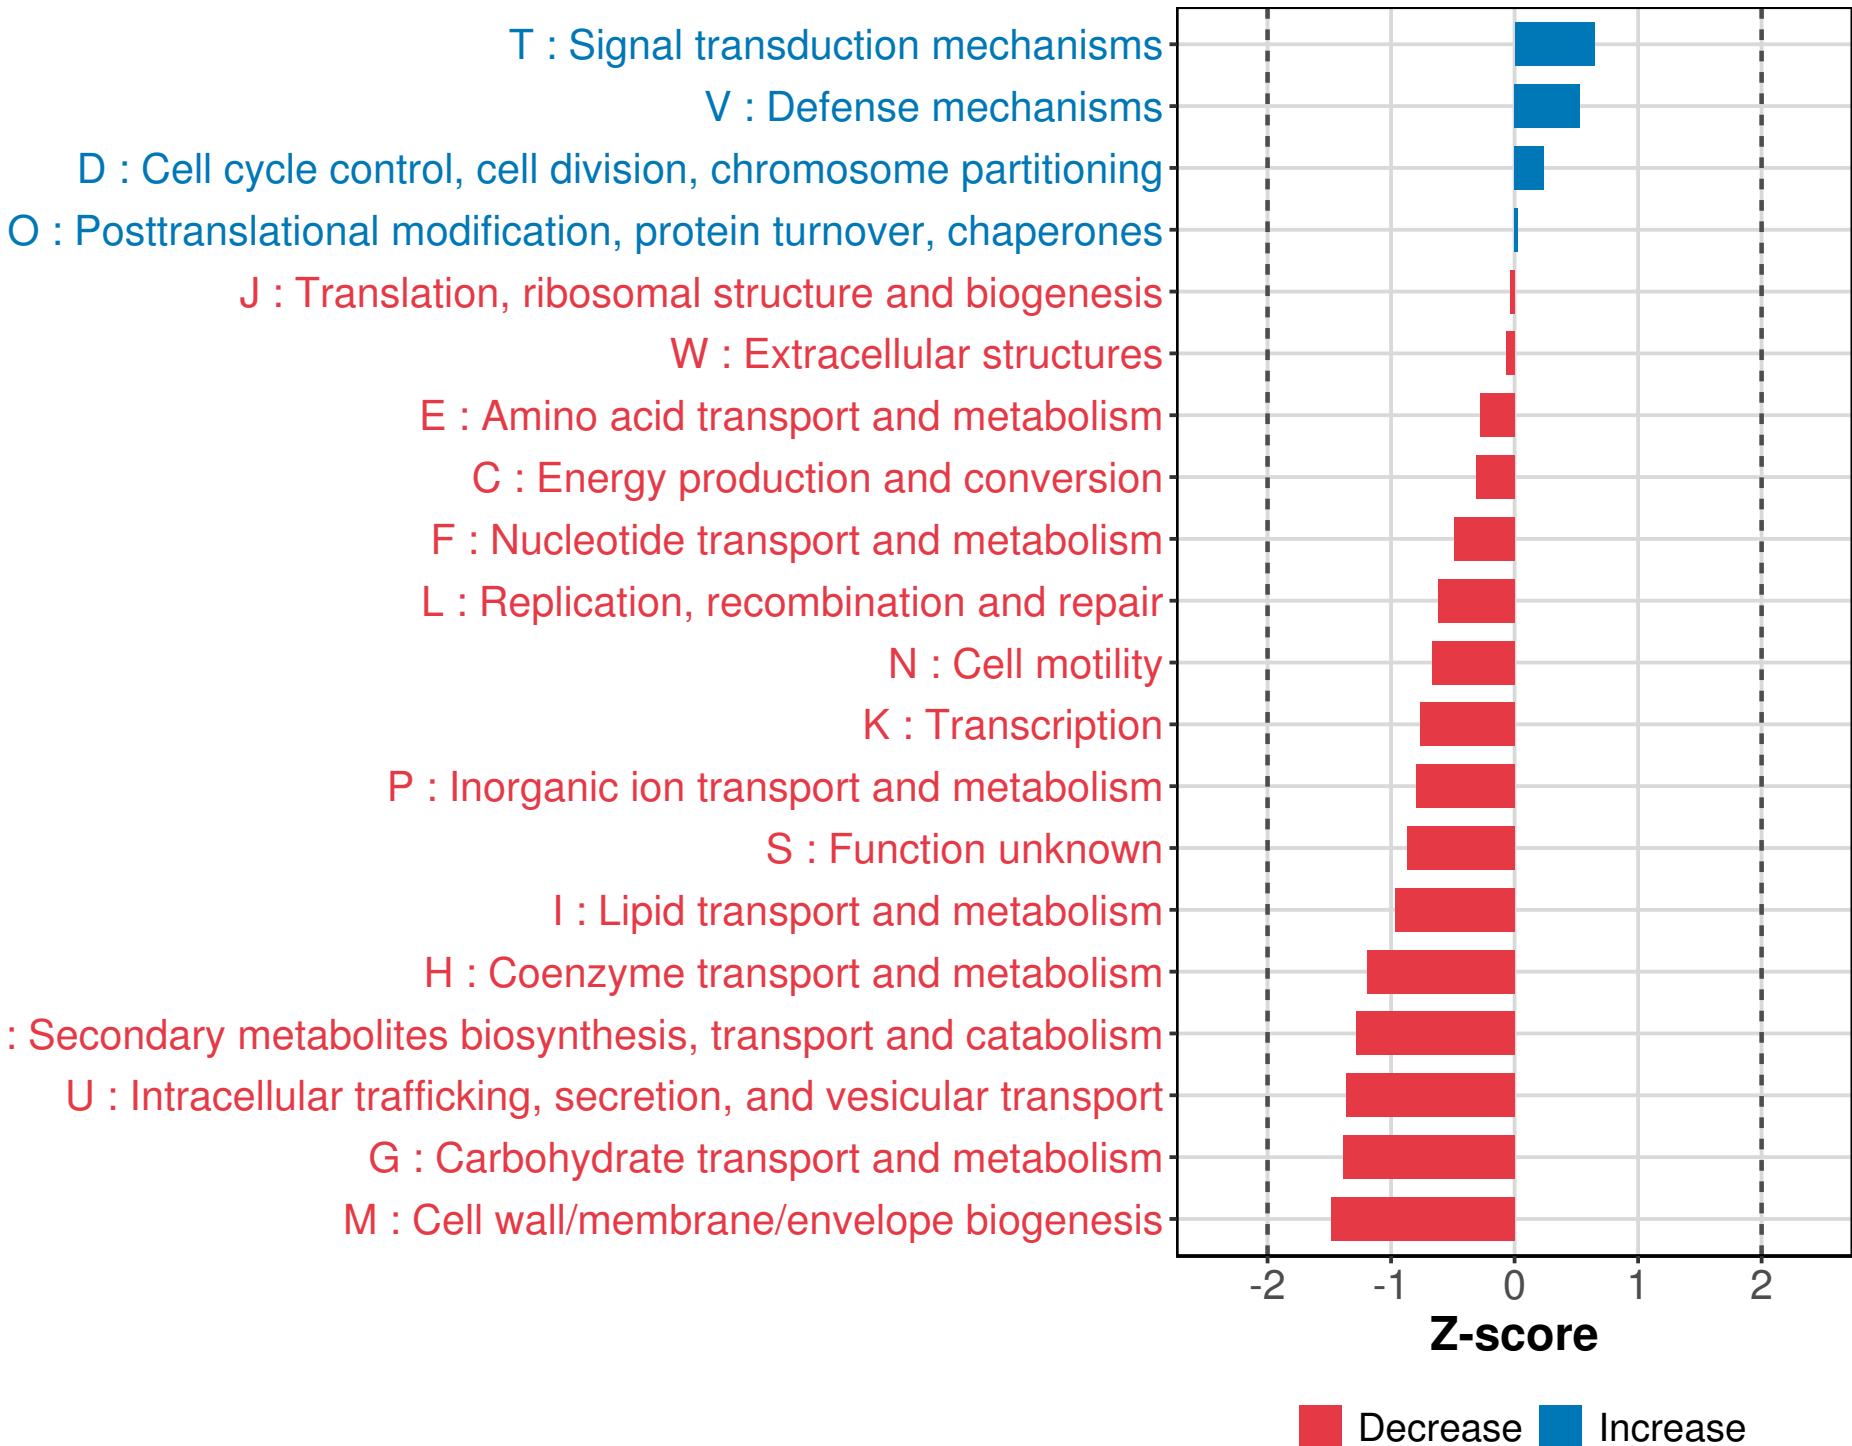 T : Signal transduction mechanisms
V : Defense mechanisms
D : Cell cycle control, cell division, chromosome partitioning
O : Posttranslational modification, protein turnover, chaperones
J : Translation, ribosomal structure and biogenesis
W : Extracellular structures
E : Amino acid transport and metabolism
C : Energy production and conversion
F : Nucleotide transport and metabolism
L : Replication, recombination and repair
N : Cell motility
K : Transcription
P : Inorganic ion transport and metabolism
S : Function unknown
I : Lipid transport and metabolism
H : Coenzyme transport and metabolism
: Secondary metabolites biosynthesis, transport and catabolism
U : Intracellular trafficking, secretion, and vesicular transport
G : Carbohydrate transport and metabolism
M : Cell wall/membrane/envelope biogenesis
-2 -1 0 1 2
Z-score
Decrease Increase